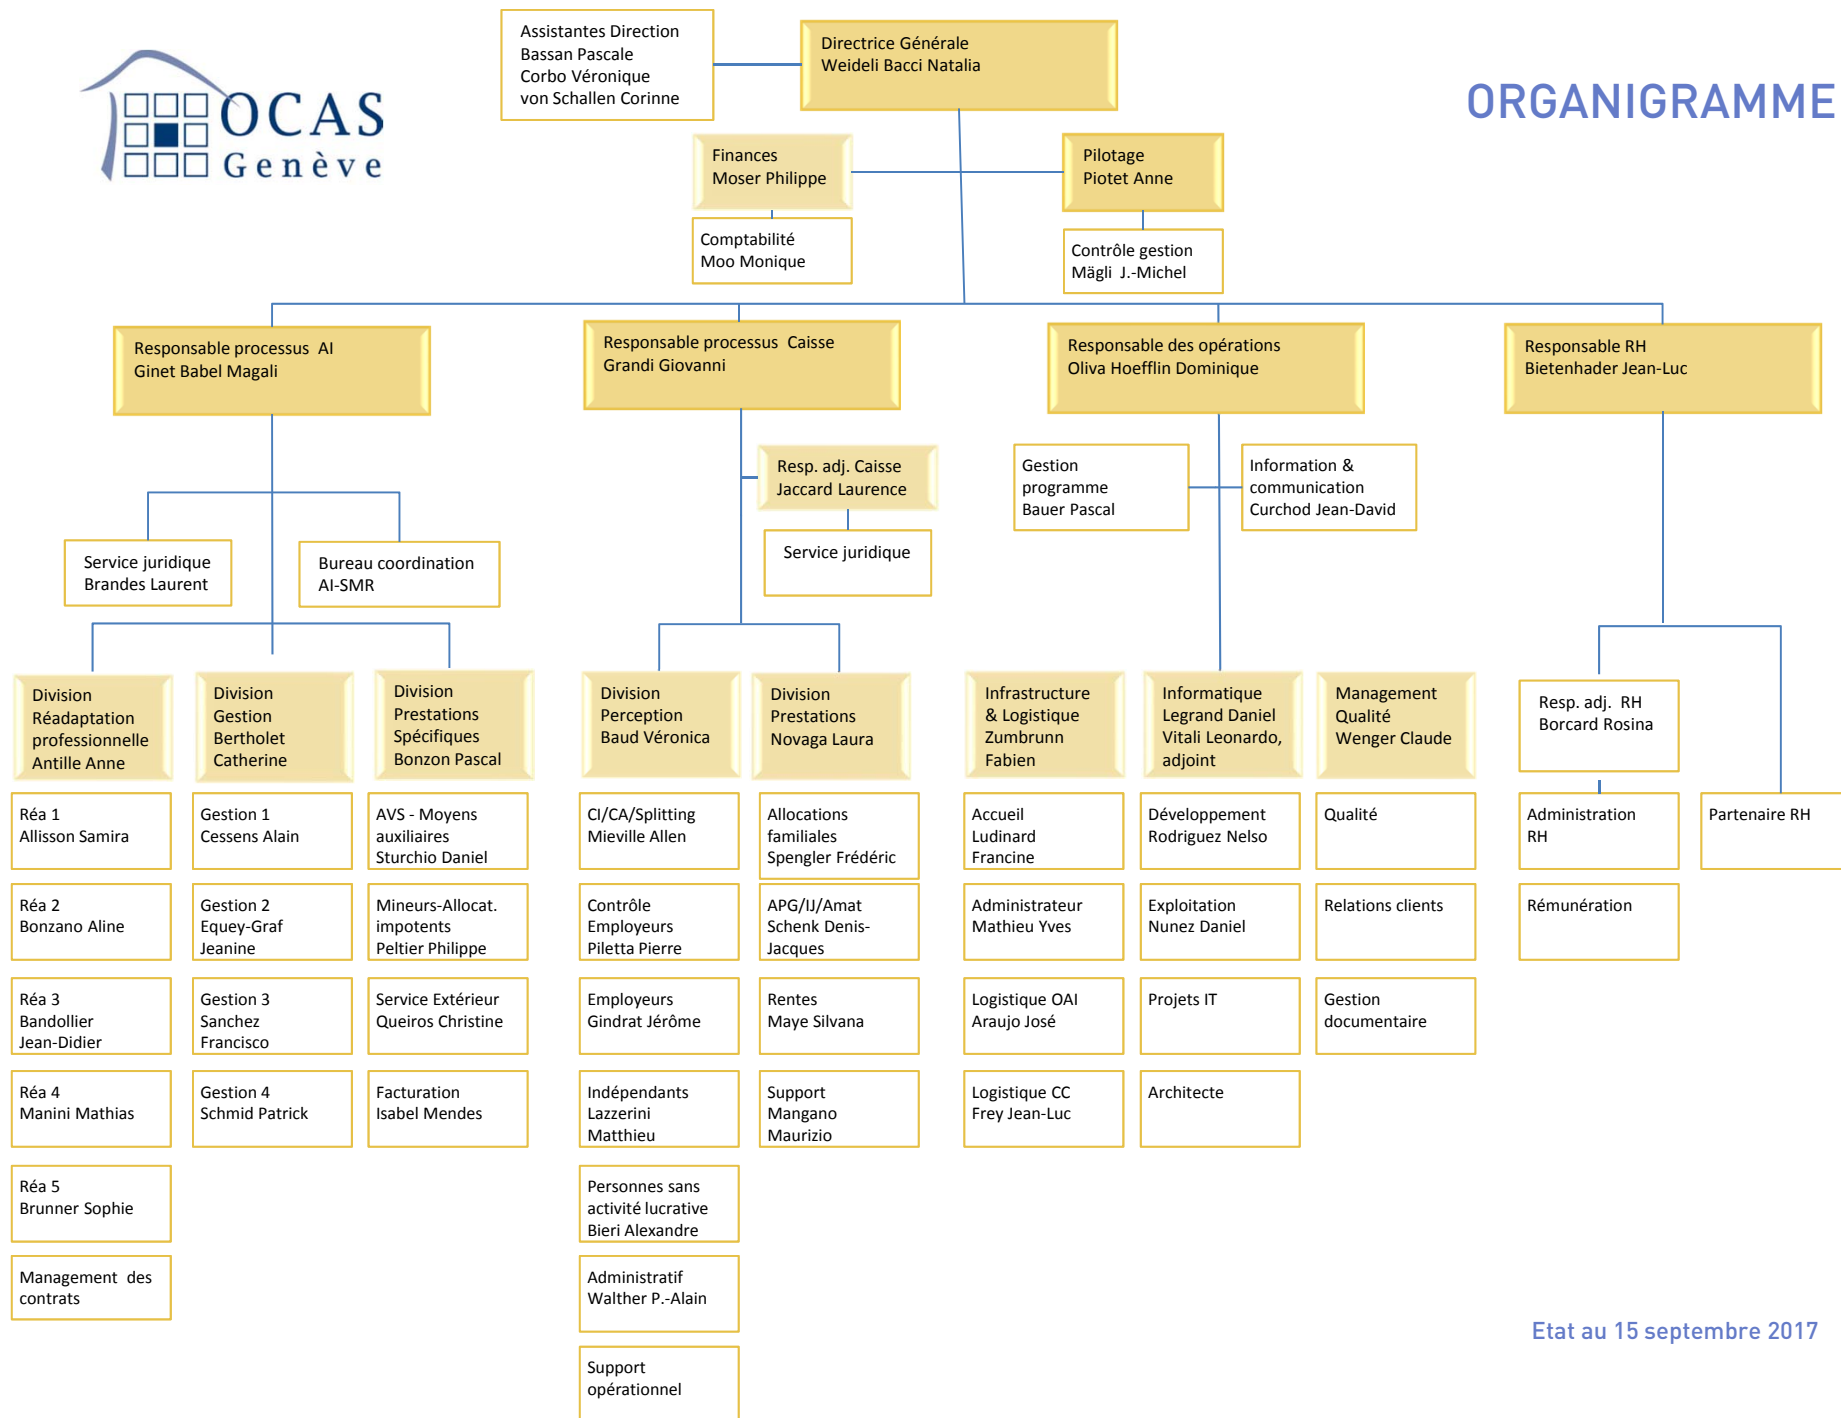 OCAS
Genève
ORGANIGRAMME
Assistantes Direction
Bassan Pascale
Corbo Véronique
von Schallen Corinne
Directrice Générale
Weideli Bacci Natalia
Finances
Moser Philippe
Pilotage
Piotet Anne
Comptabilité
Moo Monique
Contrôle gestion
Mägli J.-Michel
Responsable processus AI
Ginet Babel Magali
Responsable processus Caisse
Grandi Giovanni
Responsable des opérations
Oliva Hoefflin Dominique
Responsable RH
Bietenhader Jean-Luc
Resp. adj. Caisse
Jaccard Laurence
Gestion
programme
Bauer Pascal
Information &
communication
Curchod Jean-David
Service juridique
Brandes Laurent
Bureau coordination
AI-SMR
Service juridique
Division
Réadaptation
professionnelle
Antille Anne
Division
Gestion
Bertholet
Catherine
Division
Prestations
Spécifiques
Bonzon Pascal
Division
Perception
Baud Véronica
Division
Prestations
Novaga Laura
Infrastructure
& Logistique
Zumbrunn
Fabien
Informatique
Legrand Daniel
Vitali Leonardo,
adjoint
Management
Qualité
Wenger Claude
Resp. adj. RH
Borcard Rosina
Réa 1
Allisson Samira
Gestion 1
Cessens Alain
AVS - Moyens
auxiliaires
Sturchio Daniel
CI/CA/Splitting
Mieville Allen
Allocations
familiales
Spengler Frédéric
Accueil
Ludinard
Francine
Développement
Rodriguez Nelso
Qualité
Administration
RH
Partenaire RH
Réa 2
Bonzano Aline
Gestion 2
Equey-Graf
Jeanine
Mineurs-Allocat.
impotents
Peltier Philippe
Contrôle
Employeurs
Piletta Pierre
APG/IJ/Amat
Schenk Denis-
Jacques
Administrateur
Mathieu Yves
Exploitation
Nunez Daniel
Relations clients
Rémunération
Réa 3
Bandollier
Jean-Didier
Gestion 3
Sanchez
Francisco
Service Extérieur
Queiros Christine
Employeurs
Gindrat Jérôme
Rentes
Maye Silvana
Logistique OAI
Araujo José
Projets IT
Gestion
documentaire
Réa 4
Manini Mathias
Gestion 4
Schmid Patrick
Facturation
Isabel Mendes
Indépendants
Lazzerini
Matthieu
Support
Mangano
Maurizio
Logistique CC
Frey Jean-Luc
Architecte
Réa 5
Brunner Sophie
Personnes sans
activité lucrative
Bieri Alexandre
Management des
contrats
Administratif
Walther P.-Alain
Support
opérationnel
Etat au 15 septembre 2017